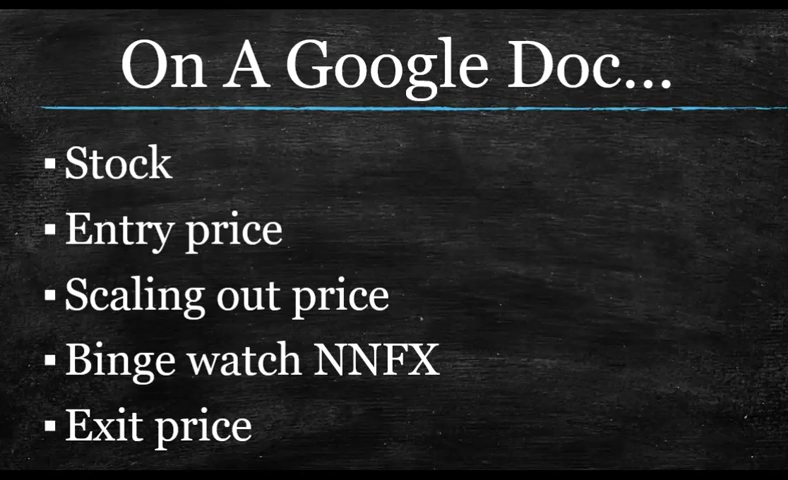 On A Google Doc...
▪ Stock
▪ Entry price
▪ Scaling out price
▪ Binge watch NNFX
▪ Exit price